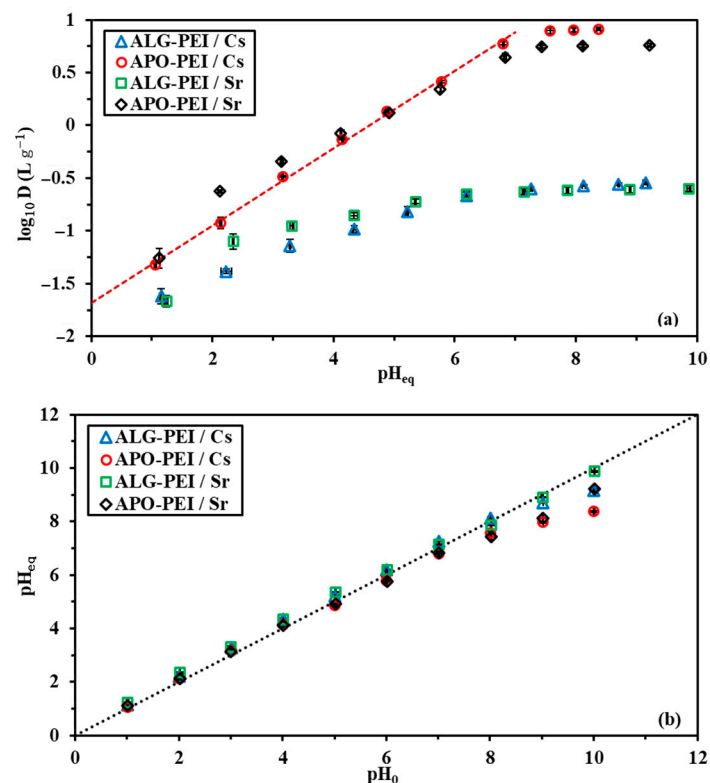 1
0.5
0
−0.5
−1
−1.5
−2
log₁₀ D (L g⁻¹)
ALG-PEI / Cs
APO-PEI / Cs
ALG-PEI / Sr
APO-PEI / Sr
(a)
0 2 4 6 8 10
pHeq
12
10
8
6
4
2
0
pHeq
ALG-PEI / Cs
APO-PEI / Cs
ALG-PEI / Sr
APO-PEI / Sr
(b)
0 2 4 6 8 10 12
pH₀